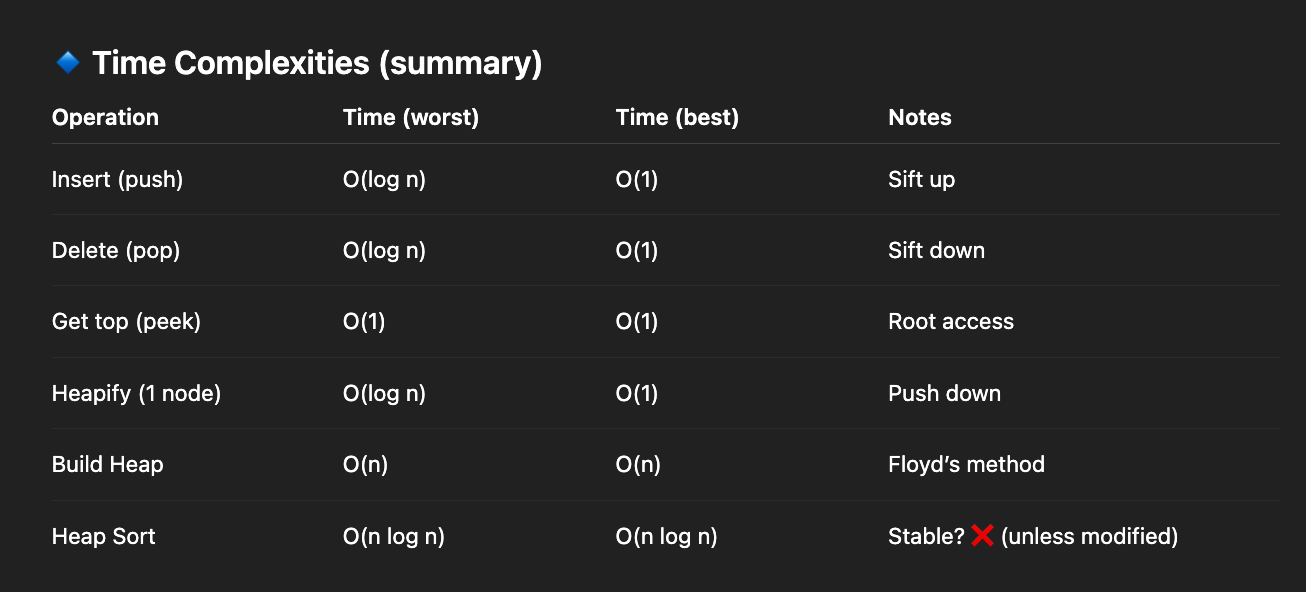 🔹 Time Complexities (summary)
Operation Time (worst) Time (best) Notes
Insert (push) O(log n) O(1) Sift up
Delete (pop) O(log n) O(1) Sift down
Get top (peek) O(1) O(1) Root access
Heapify (1 node) O(log n) O(1) Push down
Build Heap O(n) O(n) Floyd’s method
Heap Sort O(n log n) O(n log n) Stable? ❌ (unless modified)